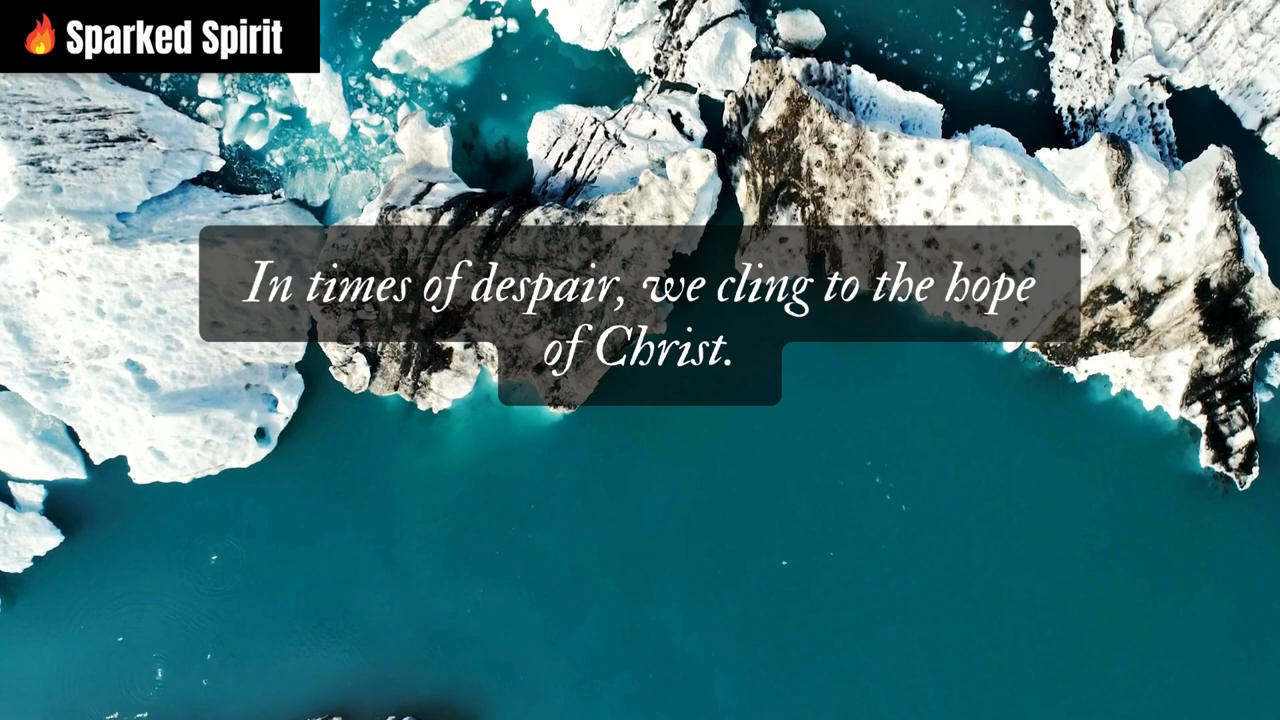 Sparked Spirit
In times of despair, we cling to the hope
of Christ.